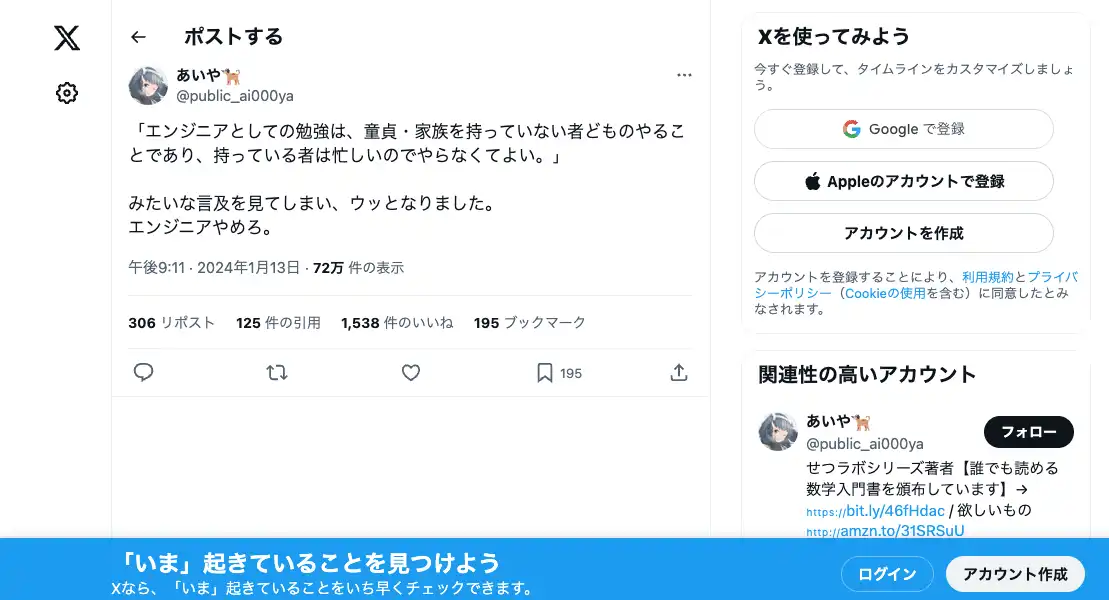 ポストする
あいや🐕
@public_ai000ya
「エンジニアとしての勉強は、童貞・家族を持っていない者どものやるこ
とであり、持っている者は忙しいのでやらなくてよい。」
みたいな言及を見てしまい、ウッとなりました。
エンジニアやめろ。
午後9:11 · 2024年1月13日 · 72万 件の表示
306 リポスト 125 件の引用 1,538 件のいいね 195 ブックマーク
195
Xを使ってみよう
今すぐ登録して、タイムラインをカスタマイズしましょ
う。
Google で登録
Appleのアカウントで登録
アカウントを作成
アカウントを登録することにより、利用規約とプライバ
シーポリシー（Cookieの使用を含む）に同意したとみ
なされます。
関連性の高いアカウント
あいや🐕
@public_ai000ya
フォロー
せつラボシリーズ著者【誰でも読める
数学入門書を頒布しています】→
https://bit.ly/46fHdac / 欲しいもの
http://amzn.to/31SRSuU
「いま」起きていることを見つけよう
Xなら、「いま」起きていることをいち早くチェックできます。
ログイン
アカウント作成